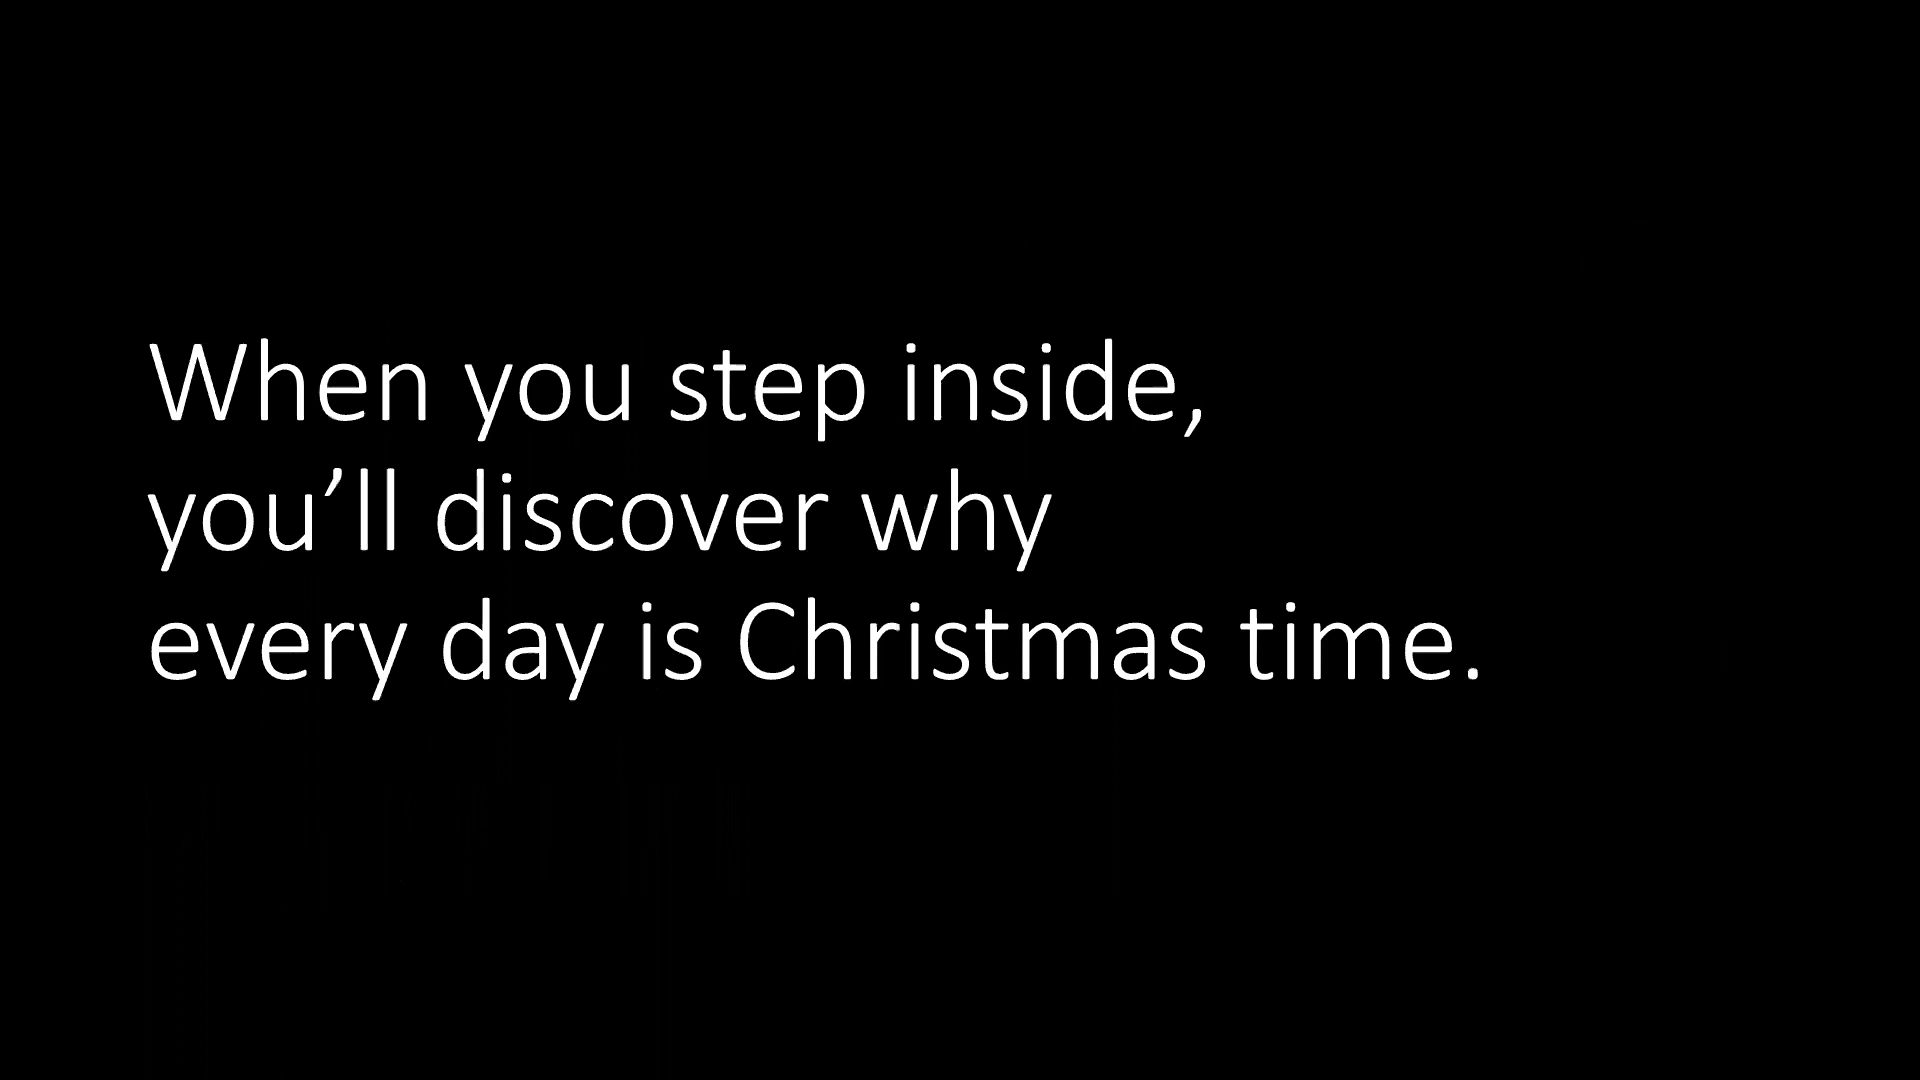 When you step inside,
you’ll discover why
every day is Christmas time.